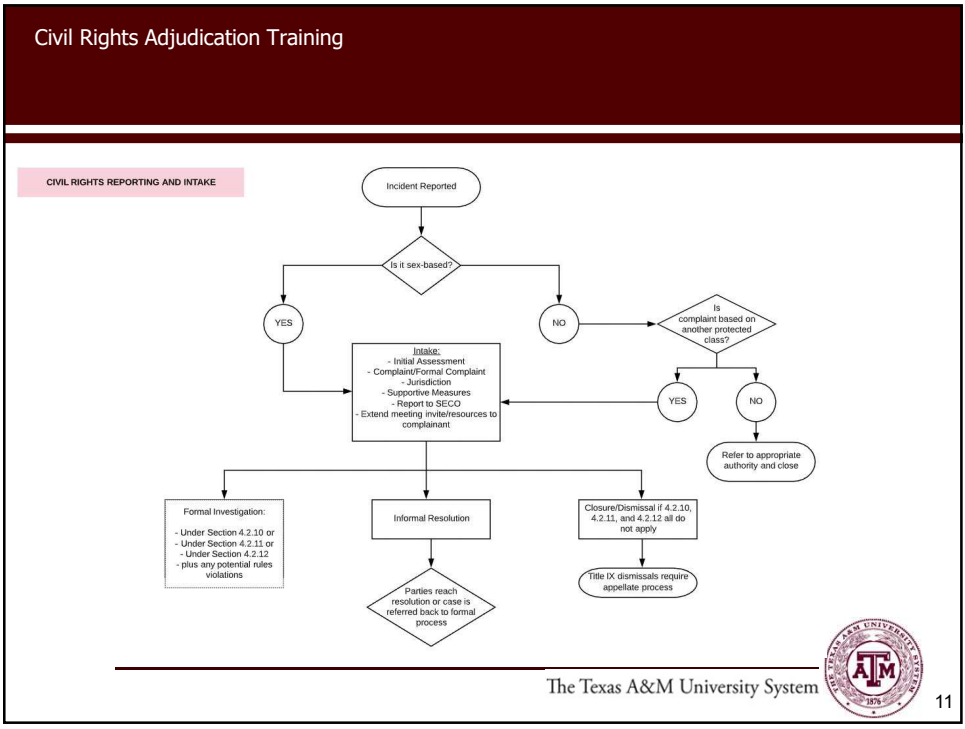 Civil Rights Adjudication Training
CIVIL RIGHTS REPORTING AND INTAKE
Incident Reported
Is it sex-based?
YES
NO
Is
complaint based on
another protected
class?
Intake:
- Initial Assessment
- Complaint/Formal Complaint
- Jurisdiction
- Supportive Measures
- Report to SECO
- Extend meeting invite/resources to
complainant
YES
NO
Refer to appropriate
authority and close
Formal Investigation:
- Under Section 4.2.10 or
- Under Section 4.2.11 or
- Under Section 4.2.12
- plus any potential rules
violations
Informal Resolution
Closure/Dismissal if 4.2.10,
4.2.11, and 4.2.12 all do
not apply
Parties reach
resolution or case is
referred back to formal
process
Title IX dismissals require
appellate process
The Texas A&M University System
THE TEXAS A&M UNIVERSITY SYSTEM
ATM
1876
11